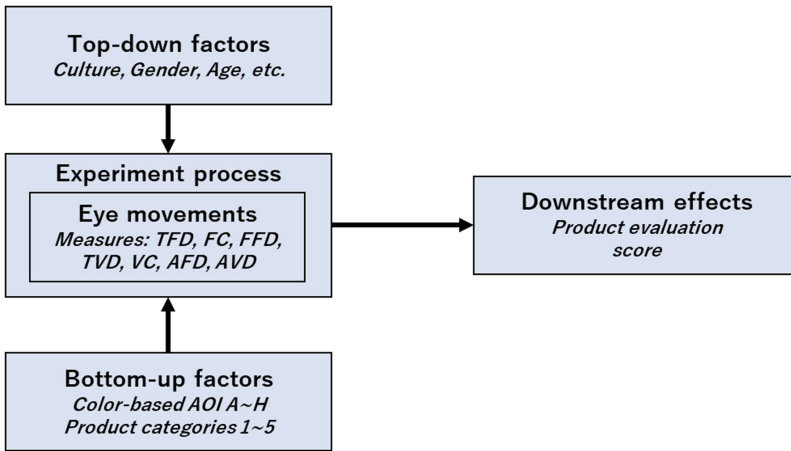 Top-down factors
Culture, Gender, Age, etc.
Experiment process
Eye movements
Measures: TFD, FC, FFD,
TVD, VC, AFD, AVD
Downstream effects
Product evaluation
score
Bottom-up factors
Color-based AOI A~H
Product categories 1~5